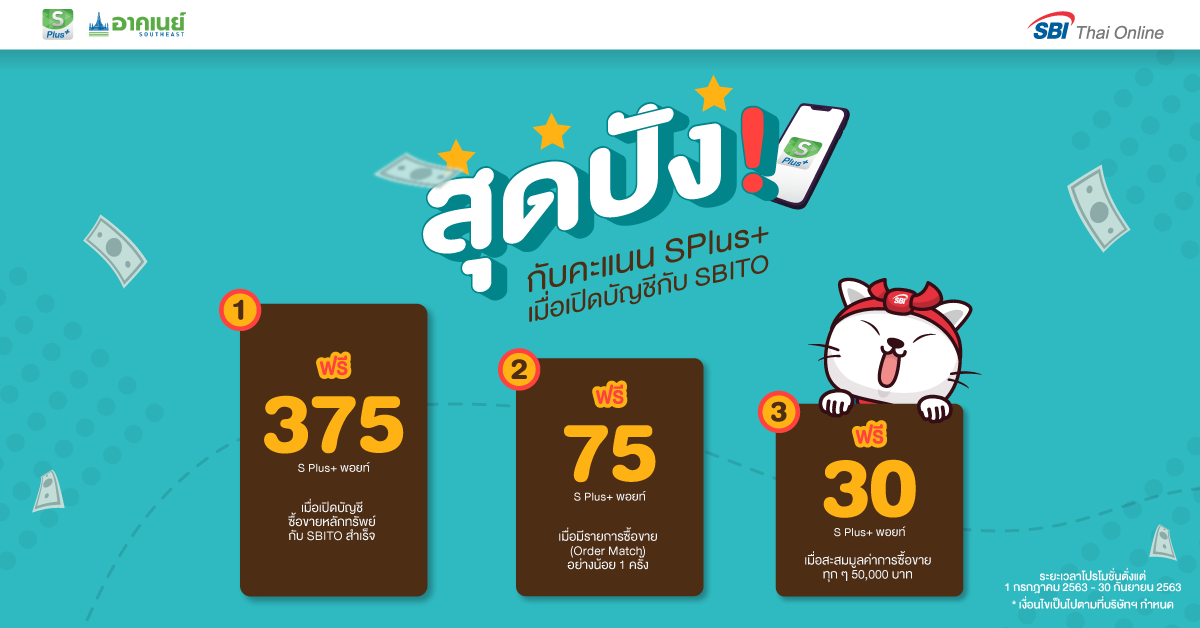 S
Plus+
อาคเนย์
SOUTHEAST
SBI Thai Online
สุดปัง!
S
Plus+
กับคะแนน SPlus+
เมื่อเปิดบัญชีกับ SBITO
1
ฟรี
375
S Plus+ พอยท์
เมื่อเปิดบัญชี
ซื้อขายหลักทรัพย์
กับ SBITO สำเร็จ
2
ฟรี
75
S Plus+ พอยท์
เมื่อมีรายการซื้อขาย
(Order Match)
อย่างน้อย 1 ครั้ง
SBI
3
ฟรี
30
S Plus+ พอยท์
เมื่อสะสมมูลค่าการซื้อขาย
ทุก ๆ 50,000 บาท
ระยะเวลาโปรโมชั่นตั้งแต่
1 กรกฎาคม 2563 - 30 กันยายน 2563
* เงื่อนไขเป็นไปตามที่บริษัทฯ กำหนด